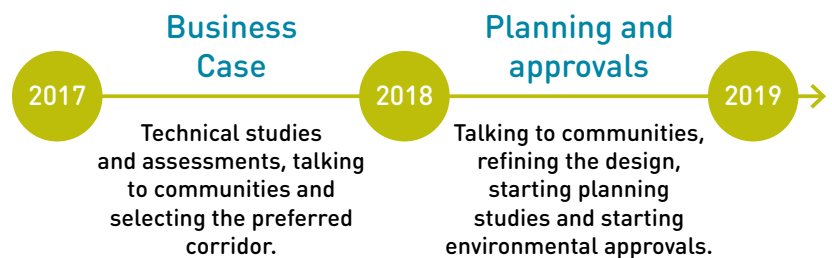 Business
Case
Planning and
approvals
2017
2018
2019
Technical studies
and assessments, talking
to communities and
selecting the preferred
corridor.
Talking to communities,
refining the design,
starting planning
studies and starting
environmental approvals.